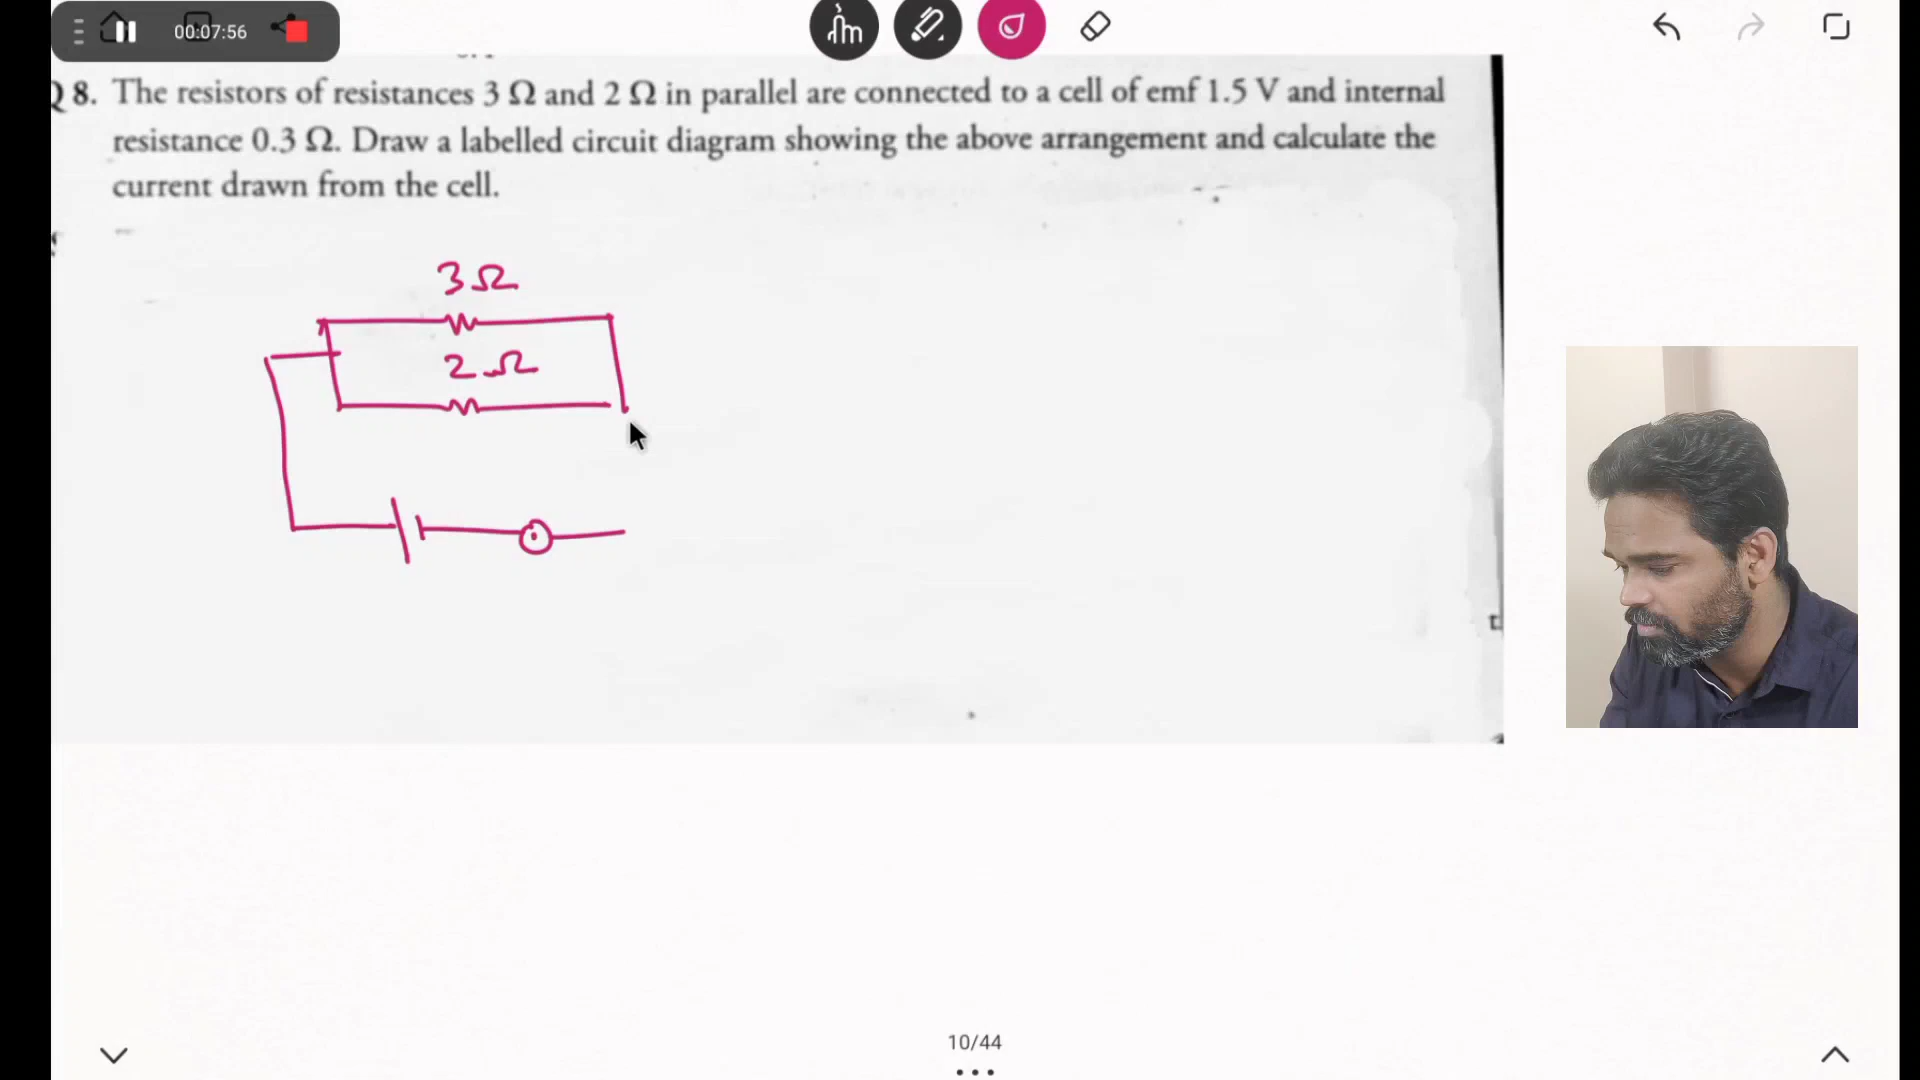 00:07:56
Q 8. The resistors of resistances 3 Ω and 2 Ω in parallel are connected to a cell of emf 1.5 V and internal
resistance 0.3 Ω. Draw a labelled circuit diagram showing the above arrangement and calculate the
current drawn from the cell.
3 Ω
2 Ω
10/44